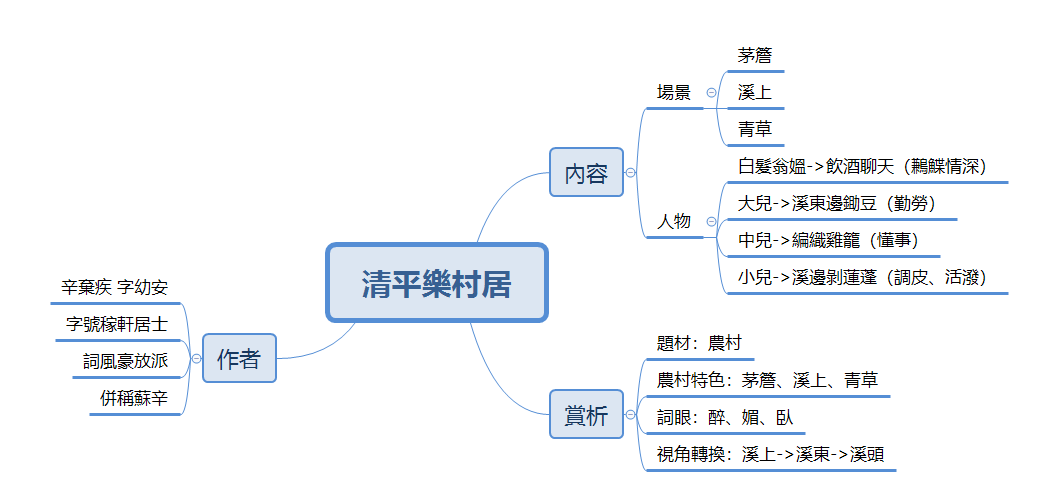 清平樂村居
內容
場景
茅簷
溪上
青草
人物
白髮翁媼->飲酒聊天（鶼鰈情深）
大兒->溪東邊鋤豆（勤勞）
中兒->編織雞籠（懂事）
小兒->溪邊剝蓮蓬（調皮、活潑）
賞析
題材：農村
農村特色：茅簷、溪上、青草
詞眼：醉、媚、臥
視角轉換：溪上->溪東->溪頭
作者
辛棄疾 字幼安
字號稼軒居士
詞風豪放派
併稱蘇辛